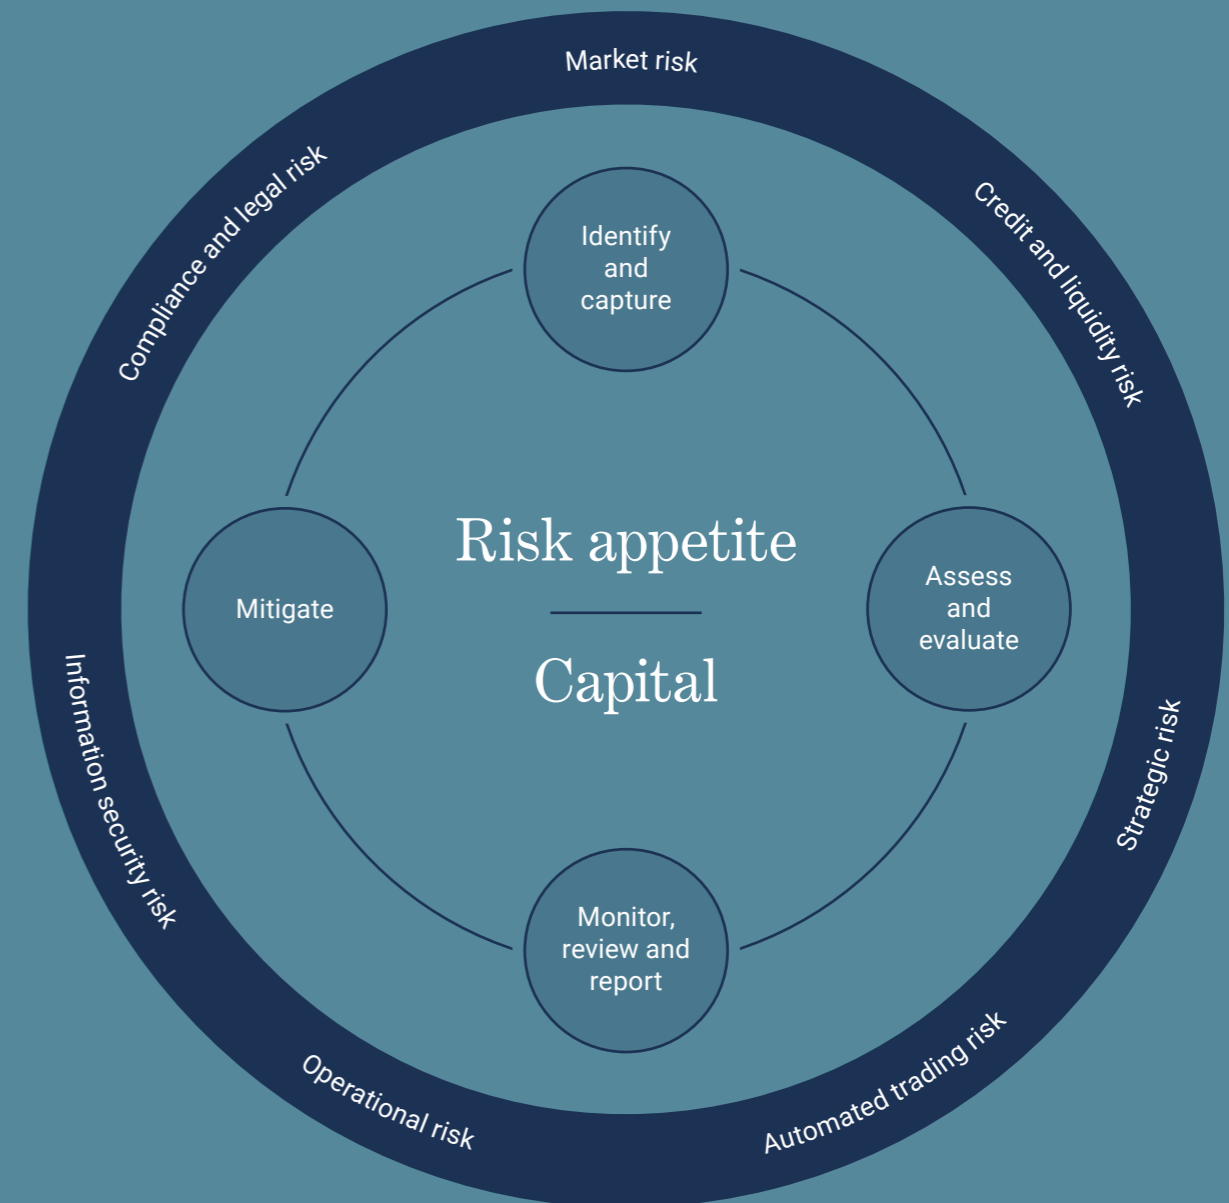 Market risk
Credit and liquidity risk
Strategic risk
Automated trading risk
Operational risk
Information security risk
Compliance and legal risk
Identify
and
capture
Assess
and
evaluate
Monitor,
review and
report
Mitigate
Risk appetite
Capital